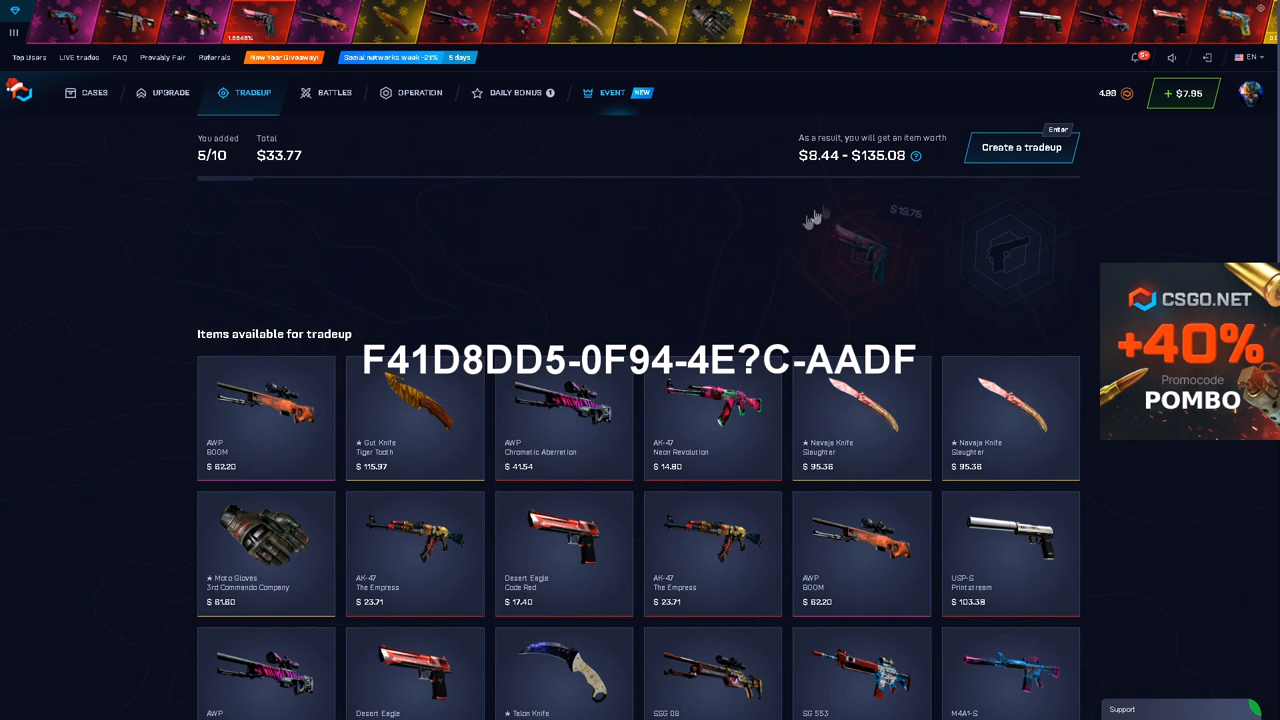 1.8848%
Top Users LIVE trades FAQ Provably Fair Referrals New Year Giveaway! Social networks week -21% 5 days 5+ EN
CASES UPGRADE TRADEUP BATTLES OPERATION DAILY BONUS 1 EVENT NEW 4.98 + $7.95
You added Total
5/10 $33.77
As a result, you will get an item worth
$8.44 - $135.08 ?
Enter
Create a tradeup
$19.75
CSGO.NET
+40%
Promocode
POMBO
Items available for tradeup
F41D8DD5-0F94-4E?C-AADF
AWP
BOOM
$ 62.20
★ Gut Knife
Tiger Tooth
$ 115.97
AWP
Chromatic Aberration
$ 41.54
AK-47
Neon Revolution
$ 14.80
★ Navaja Knife
Slaughter
$ 95.36
★ Navaja Knife
Slaughter
$ 95.36
★ Moto Gloves
3rd Commando Company
$ 61.60
AK-47
The Empress
$ 23.71
Desert Eagle
Code Red
$ 17.40
AK-47
The Empress
$ 23.71
AWP
BOOM
$ 62.20
USP-S
Printstream
$ 103.38
AWP
Desert Eagle
★ Talon Knife
SSG 08
SG 553
M4A1-S
Support